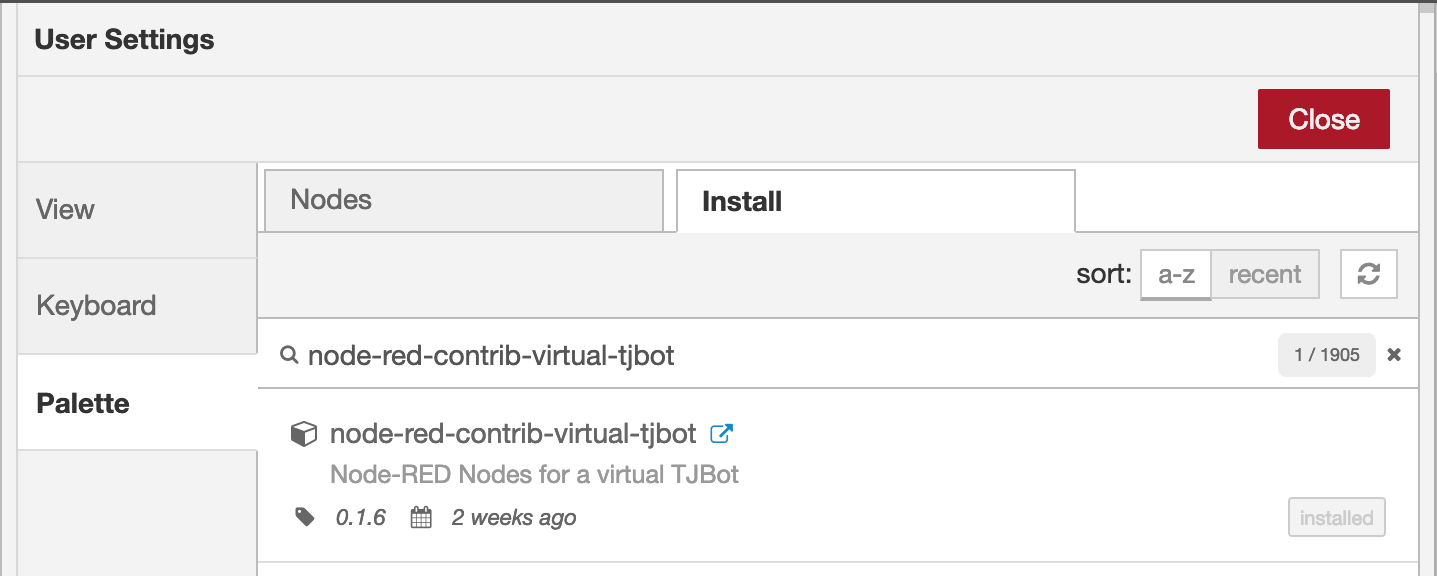 User Settings
Close
View
Nodes
Install
sort: a-z recent
Keyboard
node-red-contrib-virtual-tjbot 1 / 1905
Palette
node-red-contrib-virtual-tjbot
Node-RED Nodes for a virtual TJBot
0.1.6 2 weeks ago
installed